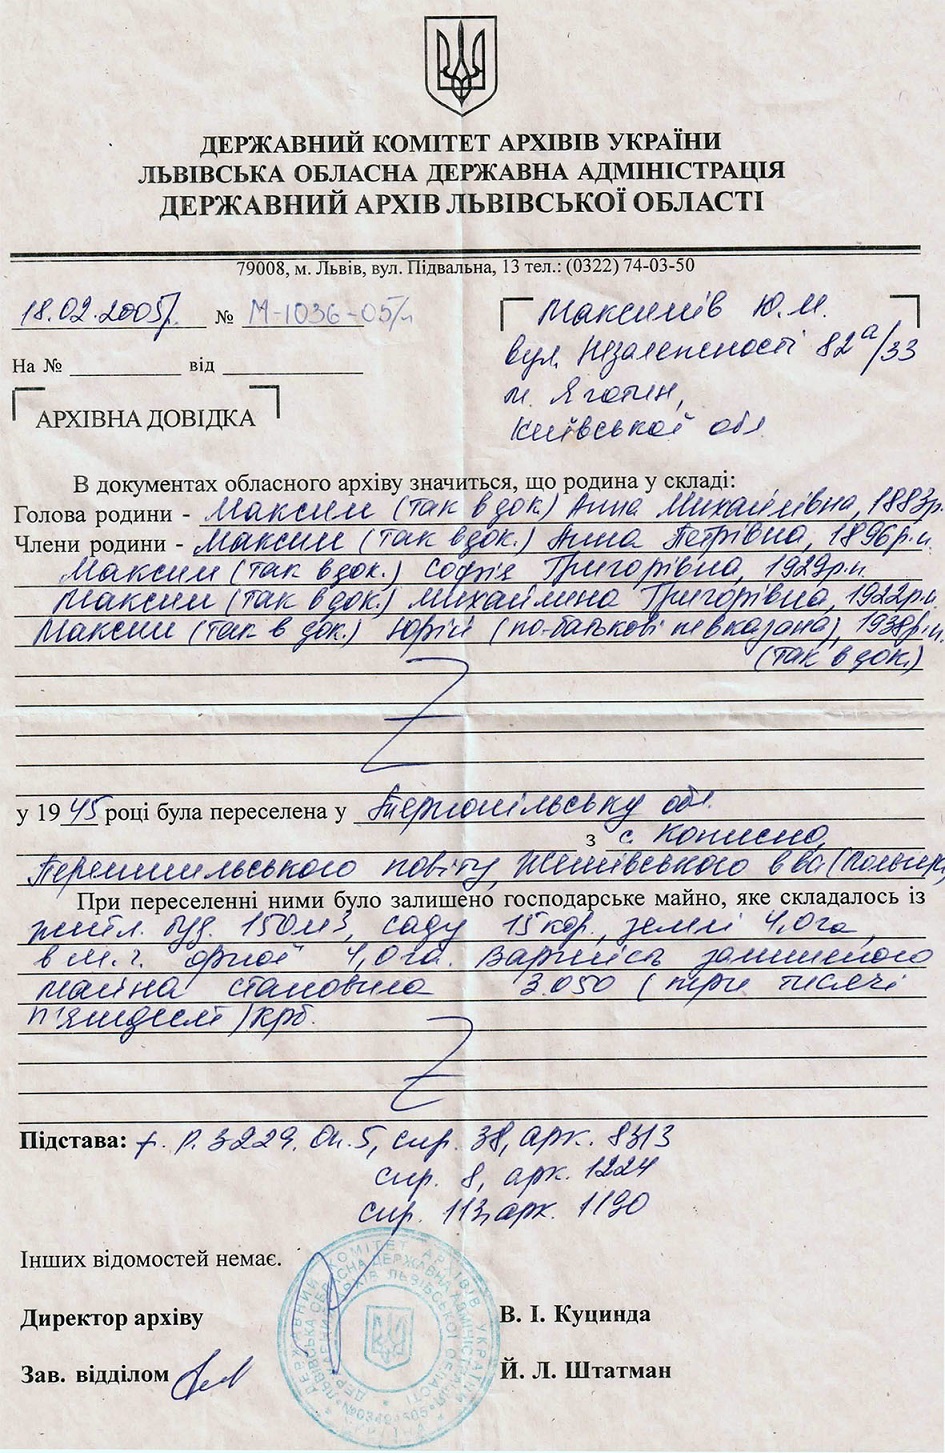 ДЕРЖАВНИЙ КОМІТЕТ АРХІВІВ УКРАЇНИ
ЛЬВІВСЬКА ОБЛАСНА ДЕРЖАВНА АДМІНІСТРАЦІЯ
ДЕРЖАВНИЙ АРХІВ ЛЬВІВСЬКОЇ ОБЛАСТІ
79008, м. Львів, вул. Підвальна, 13 тел.: (0322) 74-03-50
18.02.2005р. № М-1036-05/
На № від
АРХІВНА ДОВІДКА
Максимів Ю.М.
вул. Незалежності 82а/33
м. Яготин,
Київської обл.
В документах обласного архіву значиться, що родина у складі:
Голова родини - Максим (так в док.) Анна Михайлівна, 1883р.
Члени родини - Максим (так в док.) Анна Петрівна, 1896р.н.
Максим (так в док.) Софія Григорівна, 1929р.н.
Максим (так в док.) Михайлина Григорівна, 1922р.н.
Максим (так в док.) Юрій (по-батькові не вказана), 1938р.н.
(так в док.)
у 1945 році була переселена у Тернопільську обл.
з с. Кописно,
Перемишльського повіту, в-ва (Польща)
При переселенні ними було залишено господарське майно, яке складалось із
житл. буд. 150м3, саду 15 кор., землі 4,0га,
в т.ч. орної 4,0га. Вартість залишеного
майна становила 3.050 (три тисячі
п'ятдесят) крб.
Підстава: ф. Р. 3229. Оп. 5, спр. 38, арк. 8313
спр. 8, арк. 1224
спр. 113, арк. 1190
Інших відомостей немає.
Директор архіву В. І. Куцинда
Зав. відділом Й. Л. Штатман
ДЕРЖАВНИЙ КОМІТЕТ АРХІВІВ УКРАЇНИ
ЛЬВІВСЬКА ОБЛАСНА ДЕРЖАВНА АДМІНІСТРАЦІЯ
ДЕРЖАВНИЙ АРХІВ ЛЬВІВСЬКОЇ ОБЛАСТІ